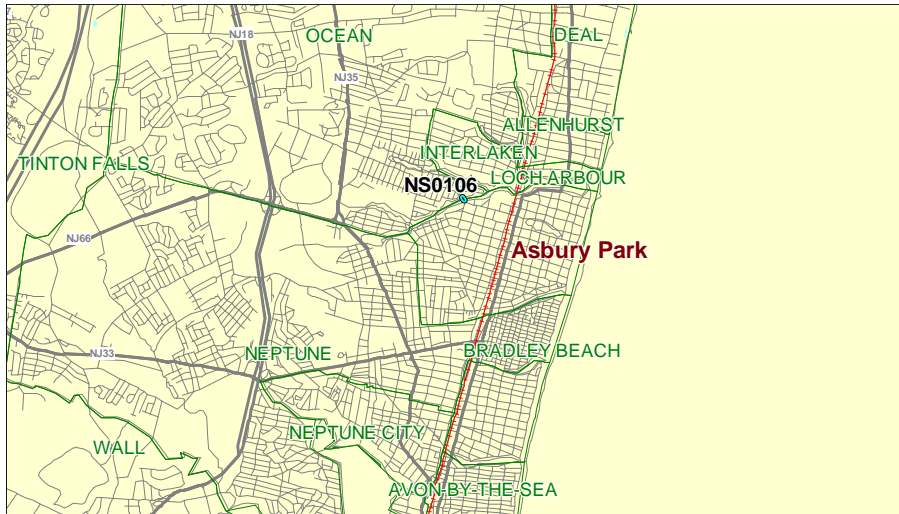 OCEAN
DEAL
NJ18
NJ35
ALLENHURST
INTERLAKEN
TINTON FALLS
LOCH ARBOUR
NS0106
NJ66
Asbury Park
NJ33
NEPTUNE
BRADLEY BEACH
NEPTUNE CITY
WALL
AVON-BY-THE-SEA